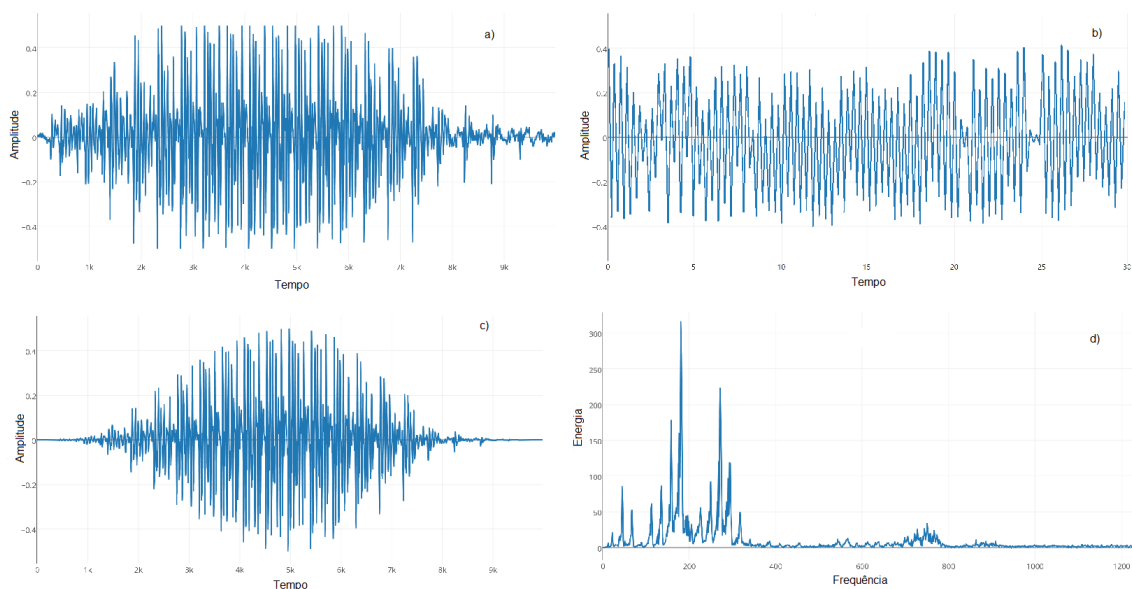 a)
Amplitude
0.4
0.2
0
−0.2
−0.4
0 1k 2k 3k 4k 5k 6k 7k 8k 9k
Tempo
b)
Amplitude
0.4
0.2
0
−0.2
−0.4
0 5 10 15 20 25 30
Tempo
c)
Amplitude
0.4
0.2
0
−0.2
−0.4
0 1k 2k 3k 4k 5k 6k 7k 8k 9k
Tempo
d)
Energia
300
250
200
150
100
50
0
0 200 400 600 800 1000 1200
Frequência